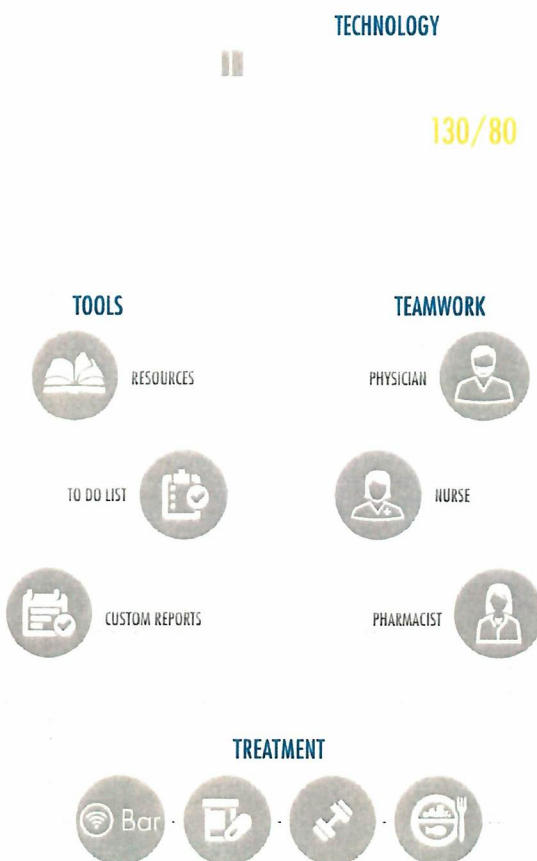 TECHNOLOGY
130/80
TOOLS
TEAMWORK
RESOURCES
PHYSICIAN
TO DO LIST
NURSE
CUSTOM REPORTS
PHARMACIST
TREATMENT
Bar